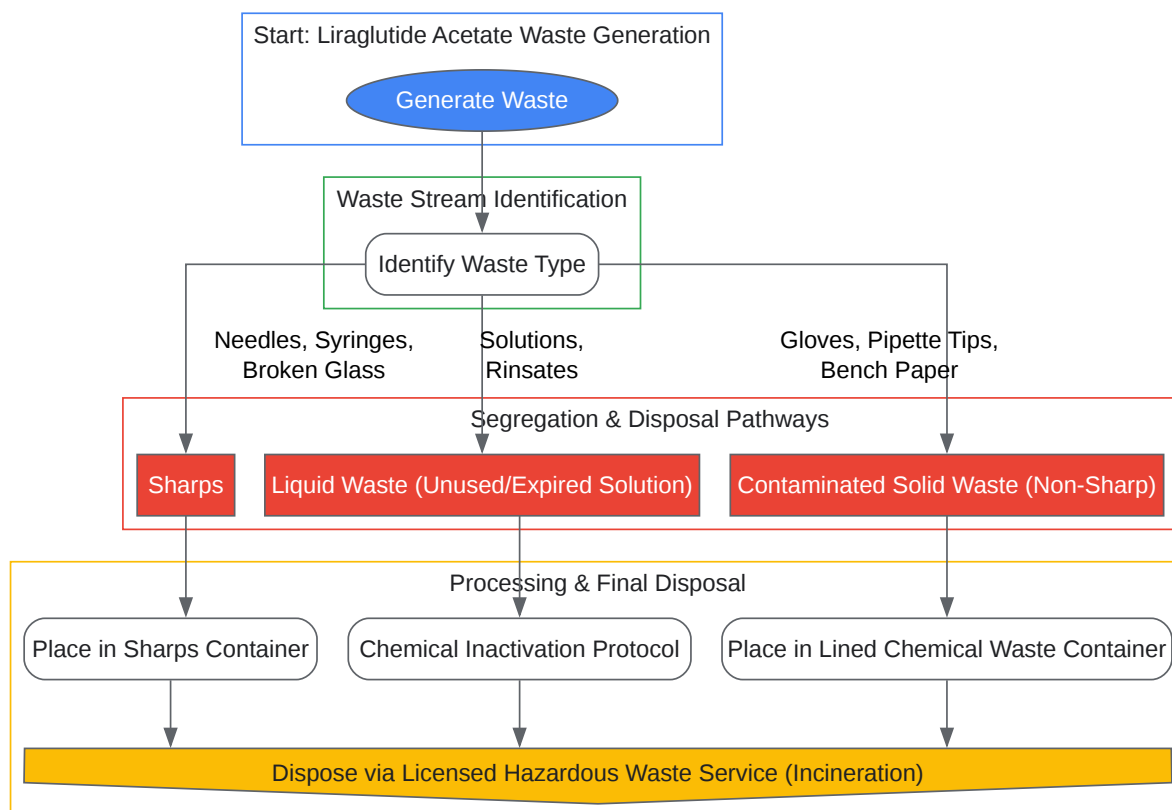 Start: Liraglutide Acetate Waste Generation
Generate Waste
Waste Stream Identification
Identify Waste Type
Needles, Syringes,
Broken Glass
Solutions,
Rinsates
Gloves, Pipette Tips,
Bench Paper
Segregation & Disposal Pathways
Sharps
Liquid Waste (Unused/Expired Solution)
Contaminated Solid Waste (Non-Sharp)
Processing & Final Disposal
Place in Sharps Container
Chemical Inactivation Protocol
Place in Lined Chemical Waste Container
Dispose via Licensed Hazardous Waste Service (Incineration)